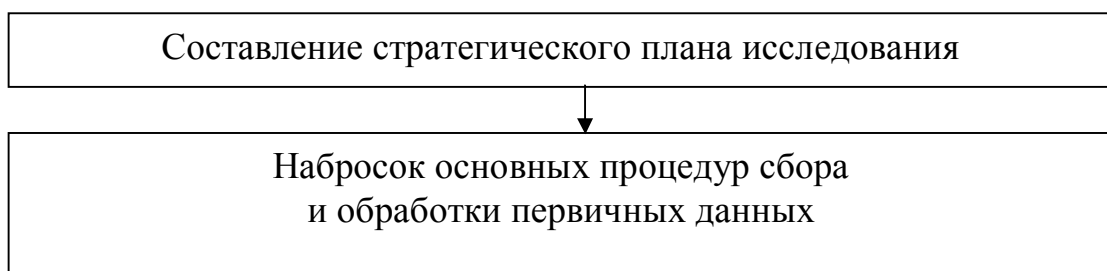 Составление стратегического плана исследования
Набросок основных процедур сбора
и обработки первичных данных